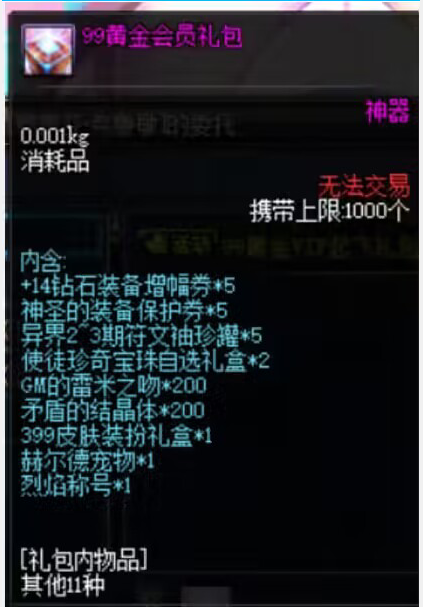 99黄金会员礼包
神器
0.001kg
消耗品
无法交易
携带上限:1000个
内含:
+14钻石装备增幅券*5
神圣的装备保护券*5
异界2~3期符文抽珍罐*5
使徒珍奇宝珠自选礼盒*2
GM的雷米之吻*200
矛盾的结晶体*200
399皮肤装扮礼盒*1
赫尔德宠物*1
烈焰称号*1
[礼包内物品]
其他11种